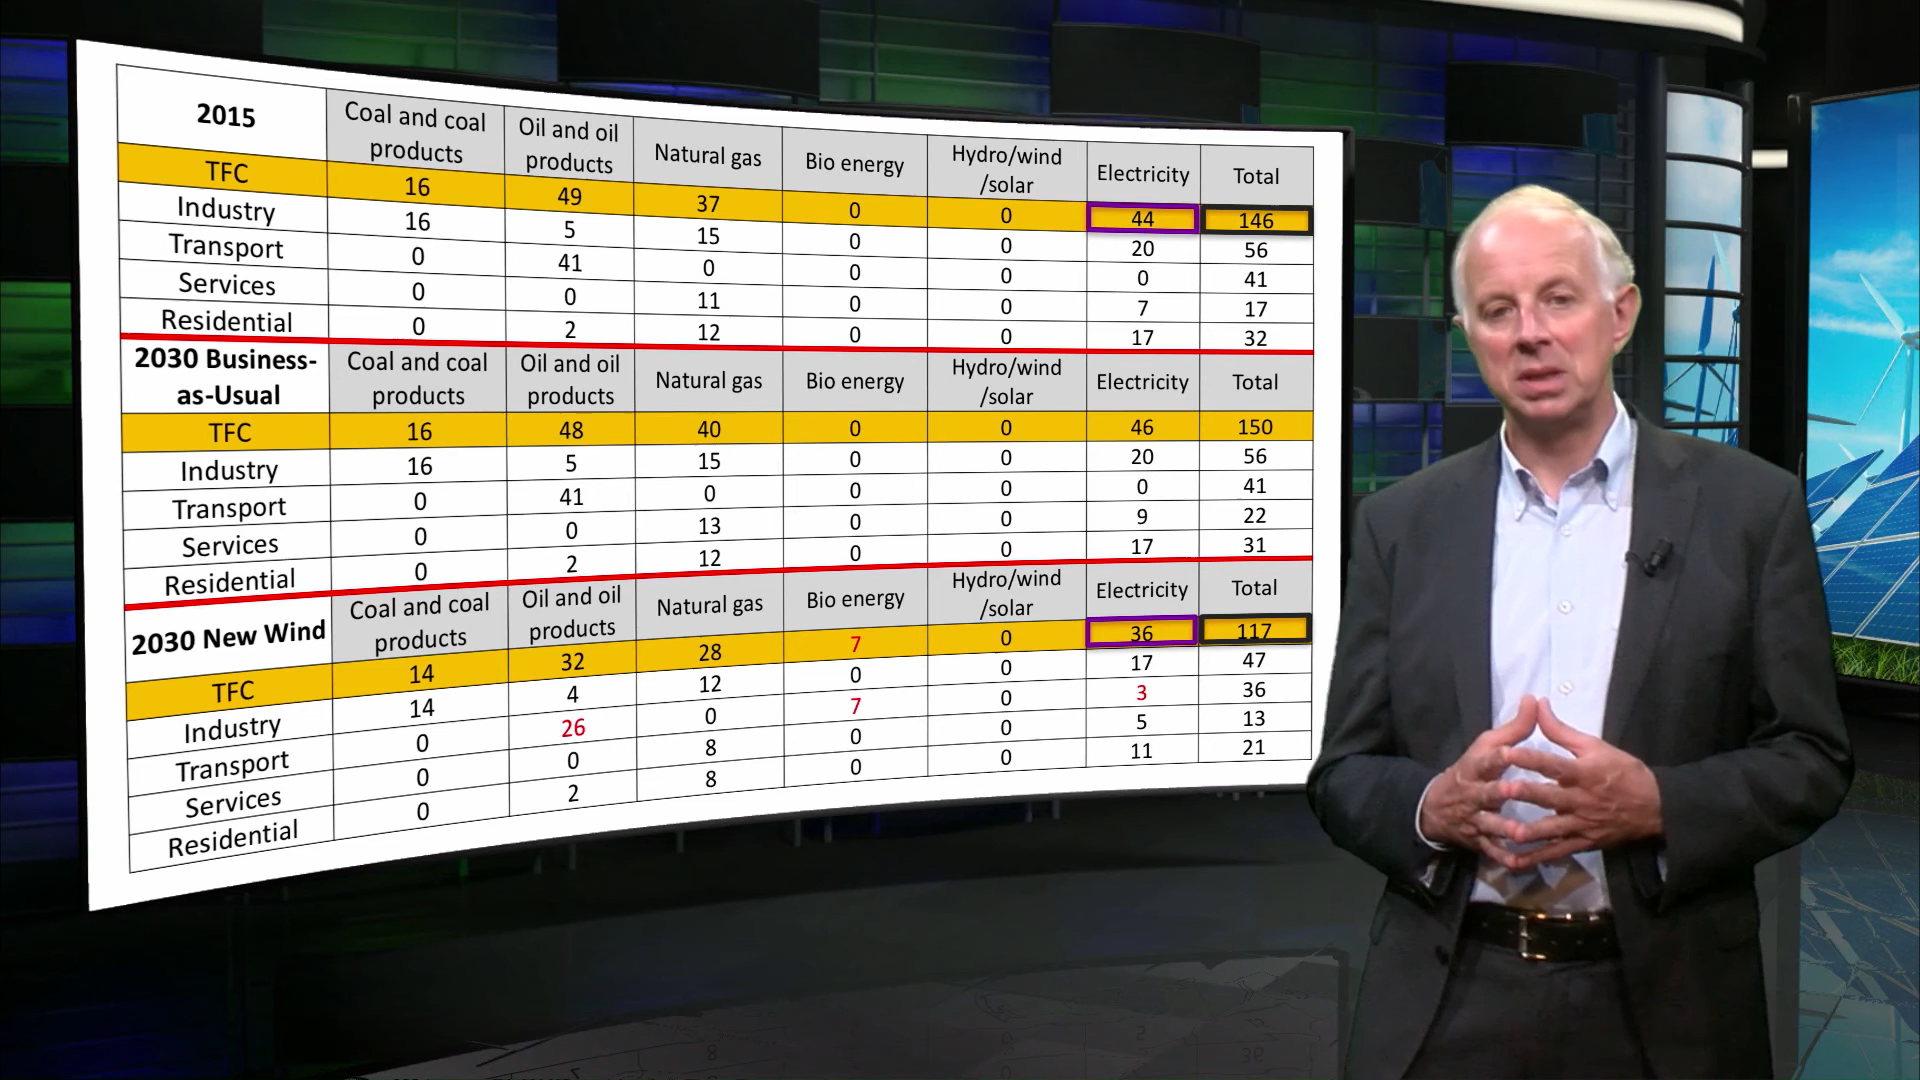 2015 Coal and coal products Oil and oil products Natural gas Bio energy Hydro/wind /solar Electricity Total
TFC 16 49 37 0 0 44 146
Industry 16 5 15 0 0 20 56
Transport 0 41 0 0 0 0 41
Services 0 0 11 0 0 7 17
Residential 0 2 12 0 0 17 32
2030 Business-as-Usual Coal and coal products Oil and oil products Natural gas Bio energy Hydro/wind /solar Electricity Total
TFC 16 48 40 0 0 46 150
Industry 16 5 15 0 0 20 56
Transport 0 41 0 0 0 0 41
Services 0 0 13 0 0 9 22
Residential 0 2 12 0 0 17 31
2030 New Wind Coal and coal products Oil and oil products Natural gas Bio energy Hydro/wind /solar Electricity Total
TFC 14 32 28 7 0 36 117
Industry 14 4 12 0 0 17 47
Transport 0 26 0 7 0 3 36
Services 0 0 8 0 0 5 13
Residential 0 2 8 0 0 11 21